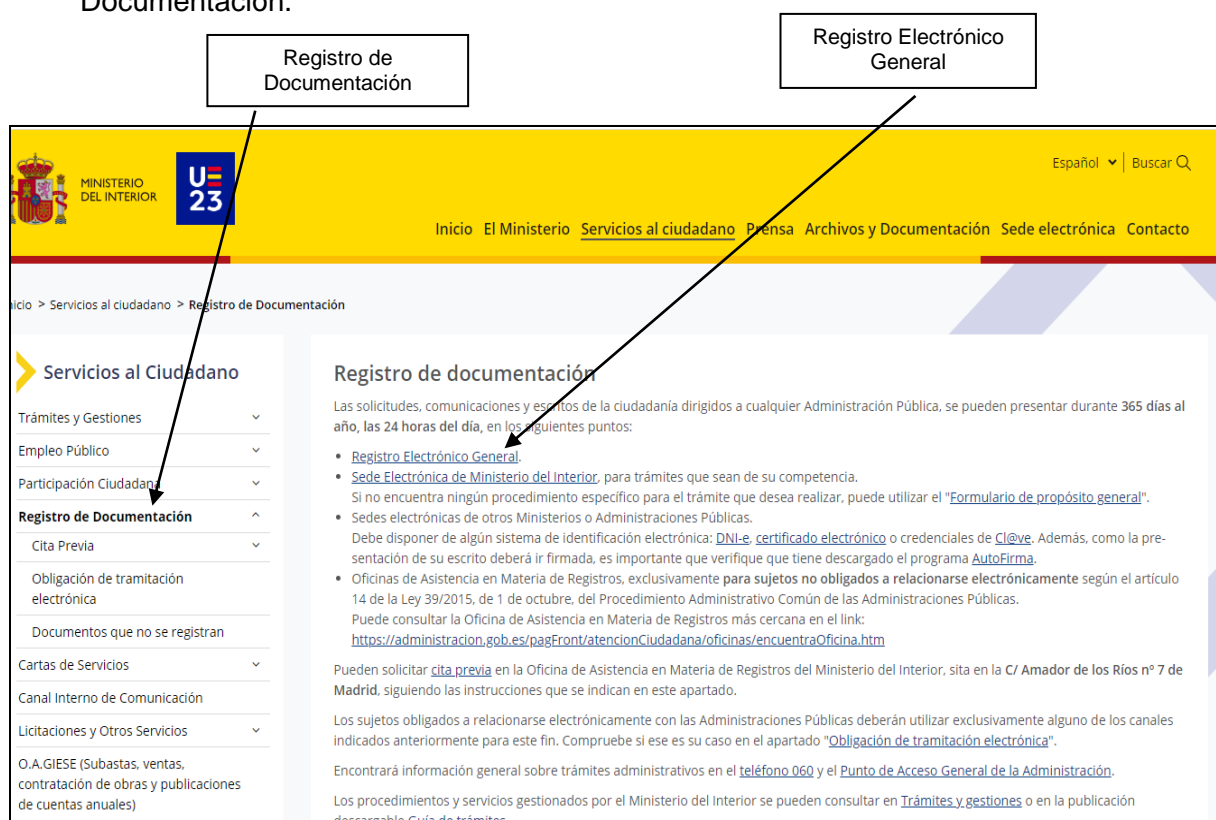 Documentación.
Registro de
Documentación
Registro Electrónico
General
MINISTERIO
DEL INTERIOR
UE
23
Español
Buscar
Inicio El Ministerio Servicios al ciudadano Prensa Archivos y Documentación Sede electrónica Contacto
nicio > Servicios al ciudadano > Registro de Documentación
Servicios al Ciudadano
Trámites y Gestiones
Empleo Público
Participación Ciudadana
Registro de Documentación
Cita Previa
Obligación de tramitación
electrónica
Documentos que no se registran
Cartas de Servicios
Canal Interno de Comunicación
Licitaciones y Otros Servicios
O.A.GIESE (Subastas, ventas,
contratación de obras y publicaciones
de cuentas anuales)
Registro de documentación
Las solicitudes, comunicaciones y escritos de la ciudadanía dirigidos a cualquier Administración Pública, se pueden presentar durante 365 días al
año, las 24 horas del día, en los siguientes puntos:
• Registro Electrónico General.
• Sede Electrónica de Ministerio del Interior, para trámites que sean de su competencia.
Si no encuentra ningún procedimiento específico para el trámite que desea realizar, puede utilizar el "Formulario de propósito general".
• Sedes electrónicas de otros Ministerios o Administraciones Públicas.
Debe disponer de algún sistema de identificación electrónica: DNI-e, certificado electrónico o credenciales de Cl@ve. Además, como la pre-
sentación de su escrito deberá ir firmada, es importante que verifique que tiene descargado el programa AutoFirma.
• Oficinas de Asistencia en Materia de Registros, exclusivamente para sujetos no obligados a relacionarse electrónicamente según el artículo
14 de la Ley 39/2015, de 1 de octubre, del Procedimiento Administrativo Común de las Administraciones Públicas.
Puede consultar la Oficina de Asistencia en Materia de Registros más cercana en el link:
https://administracion.gob.es/pagFront/atencionCiudadana/oficinas/encuentraOficina.htm
Pueden solicitar cita previa en la Oficina de Asistencia en Materia de Registros del Ministerio del Interior, sita en la C/ Amador de los Ríos nº 7 de
Madrid, siguiendo las instrucciones que se indican en este apartado.
Los sujetos obligados a relacionarse electrónicamente con las Administraciones Públicas deberán utilizar exclusivamente alguno de los canales
indicados anteriormente para este fin. Compruebe si ese es su caso en el apartado "Obligación de tramitación electrónica".
Encontrará información general sobre trámites administrativos en el teléfono 060 y el Punto de Acceso General de la Administración.
Los procedimientos y servicios gestionados por el Ministerio del Interior se pueden consultar en Trámites y gestiones o en la publicación
descargable Guía de trámites.